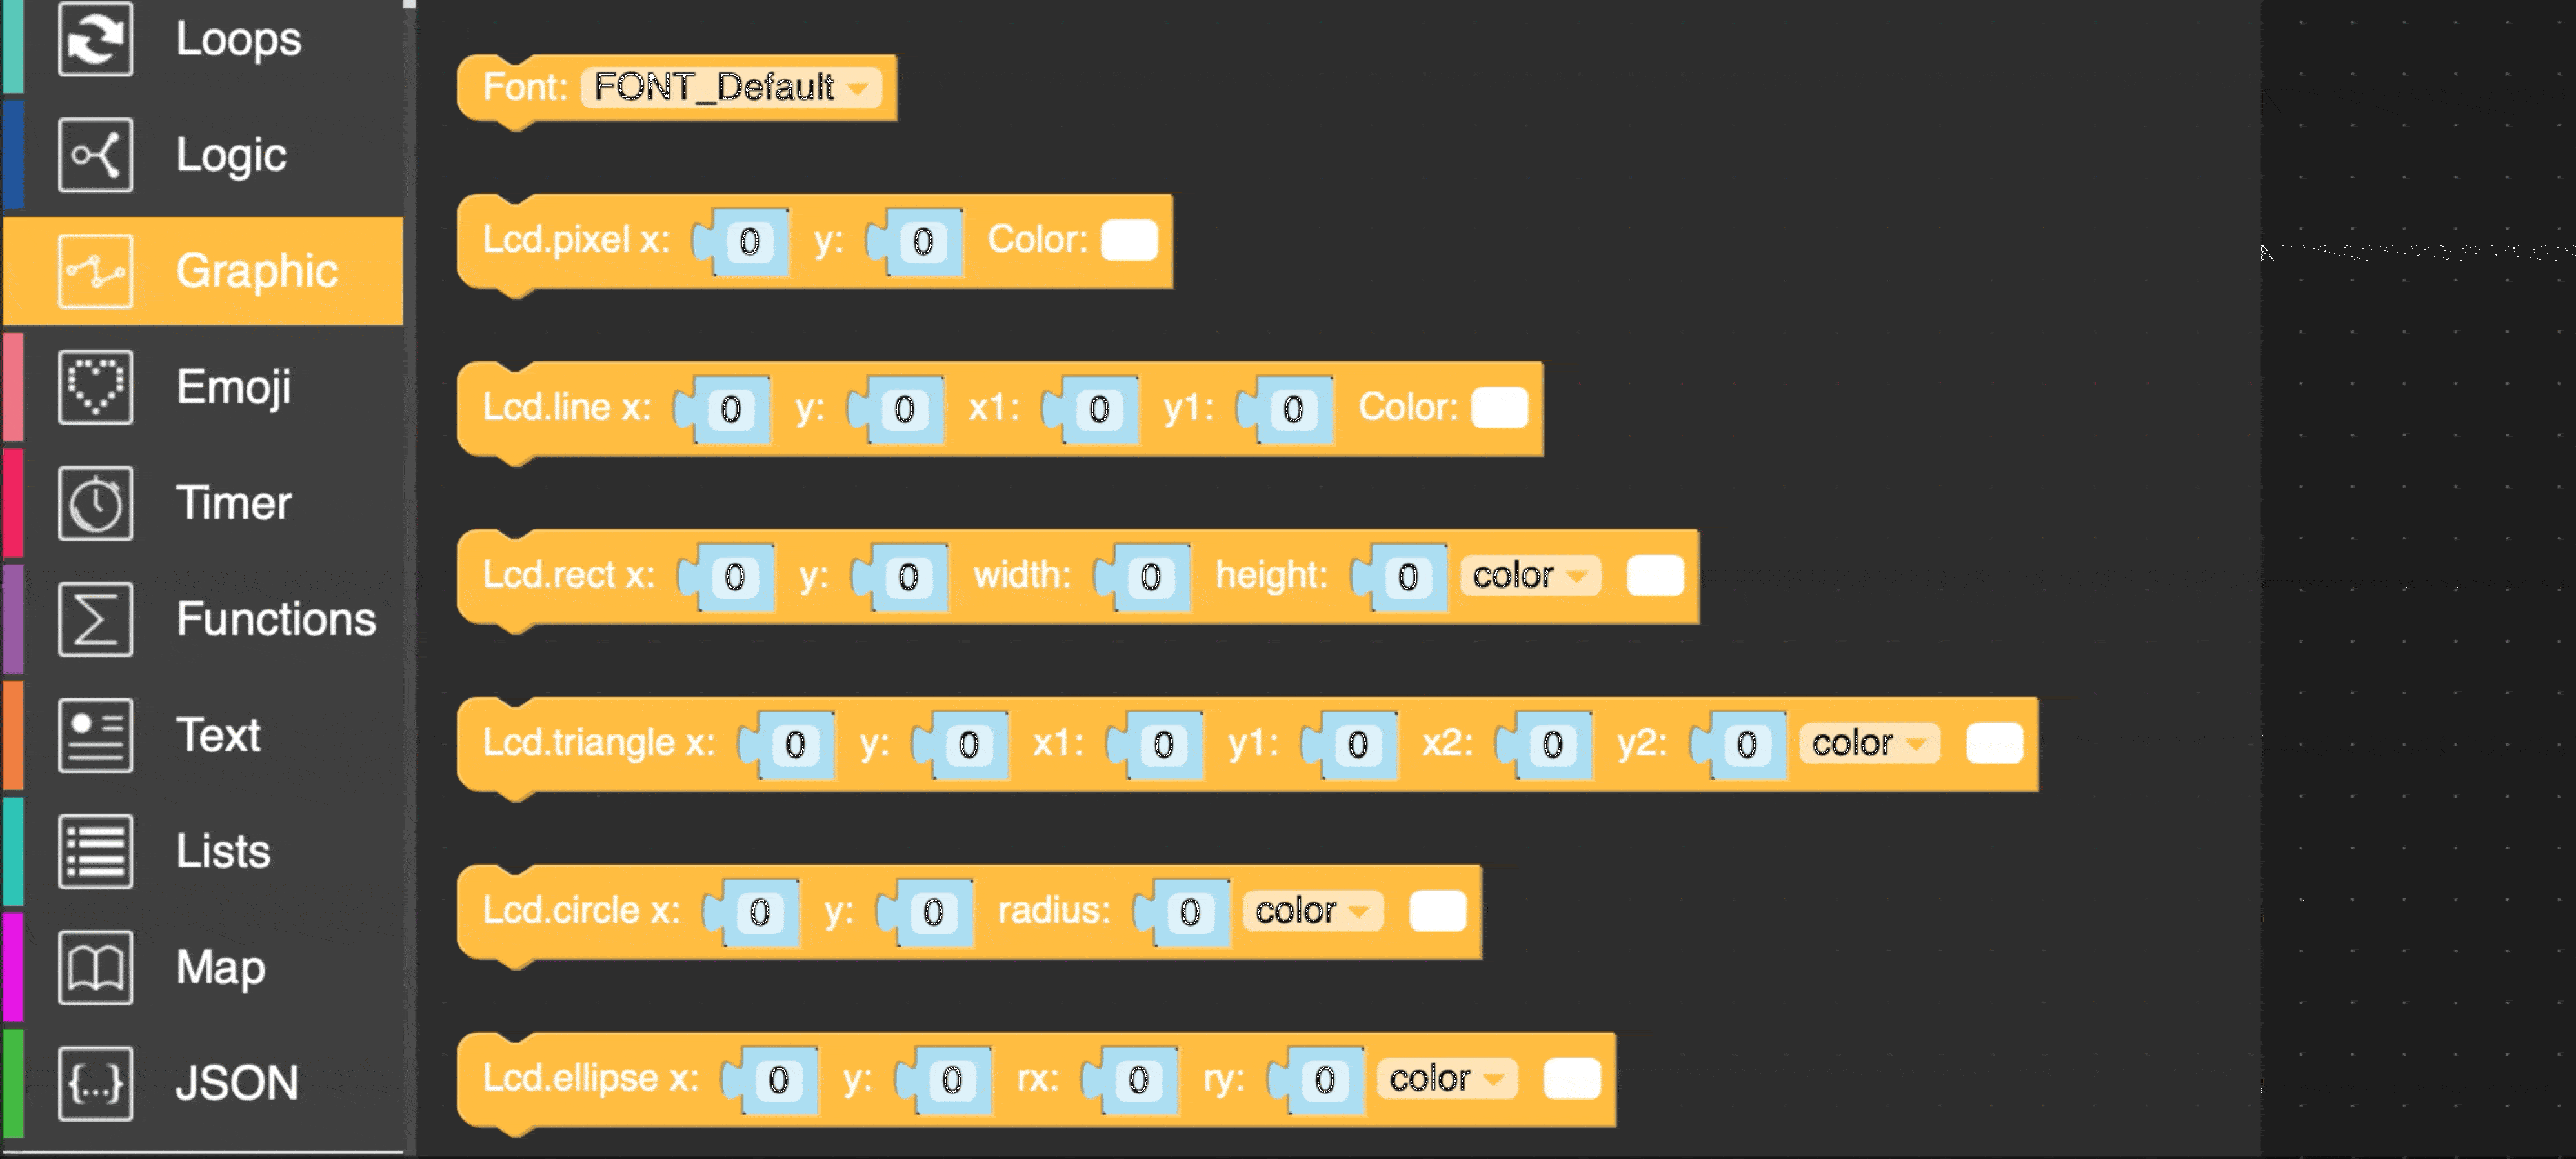 Loops
Logic
Graphic
Emoji
Timer
Functions
Text
Lists
Map
{...} JSON
Font: FONT_Default
Lcd.pixel x: 0 y: 0 Color:
Lcd.line x: 0 y: 0 x1: 0 y1: 0 Color:
Lcd.rect x: 0 y: 0 width: 0 height: 0 color
Lcd.triangle x: 0 y: 0 x1: 0 y1: 0 x2: 0 y2: 0 color
Lcd.circle x: 0 y: 0 radius: 0 color
Lcd.ellipse x: 0 y: 0 rx: 0 ry: 0 color